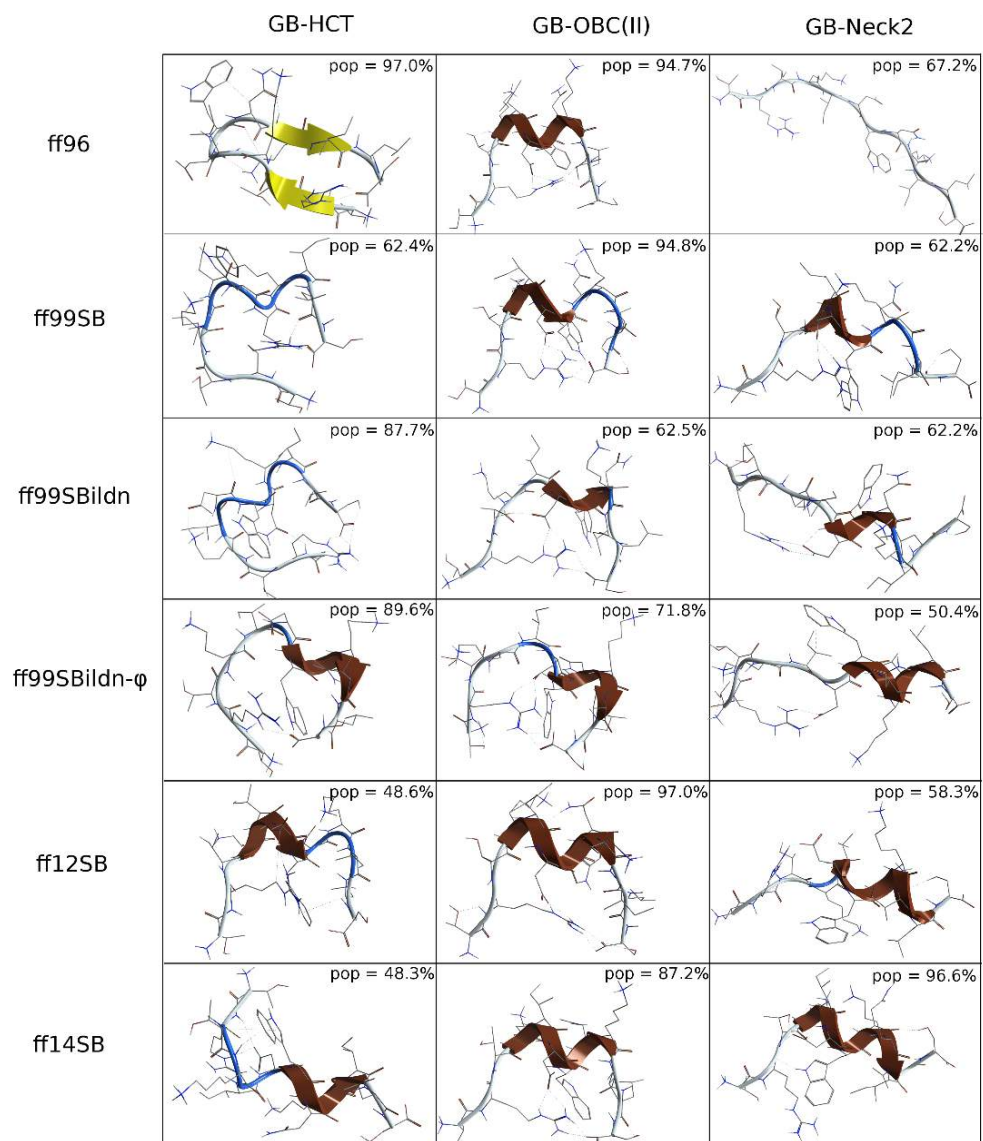 GB-HCT GB-OBC(II) GB-Neck2
ff96 pop = 97.0% pop = 94.7% pop = 67.2%
ff99SB pop = 62.4% pop = 94.8% pop = 62.2%
ff99SBildn pop = 87.7% pop = 62.5% pop = 62.2%
ff99SBildn-φ pop = 89.6% pop = 71.8% pop = 50.4%
ff12SB pop = 48.6% pop = 97.0% pop = 58.3%
ff14SB pop = 48.3% pop = 87.2% pop = 96.6%